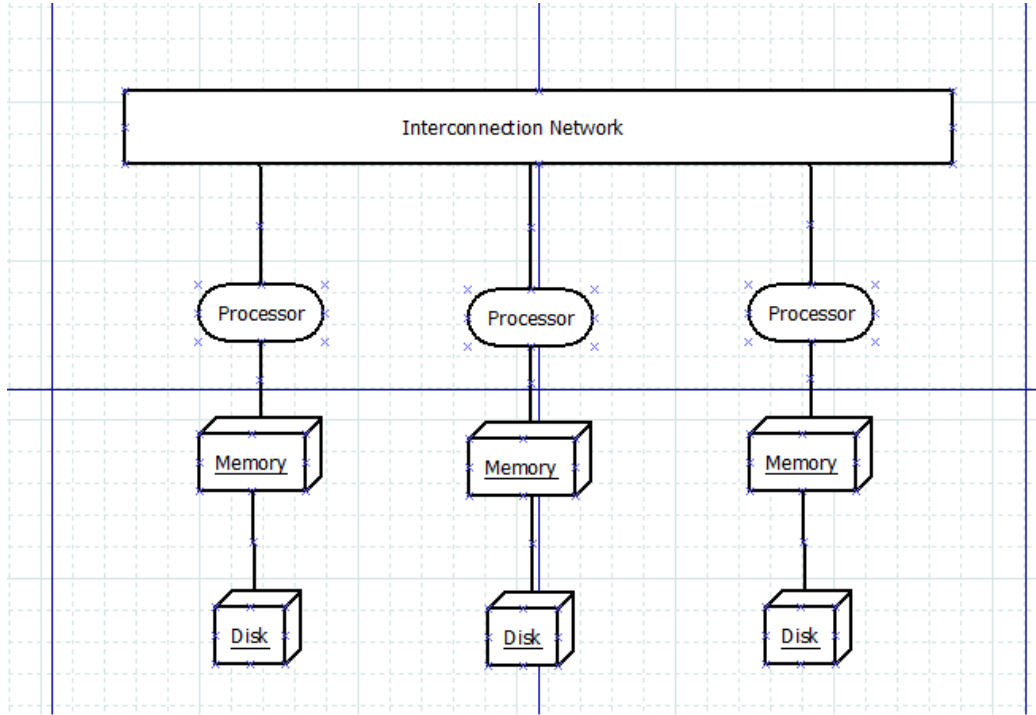 Interconnection Network
Processor
Processor
Processor
Memory
Memory
Memory
Disk
Disk
Disk